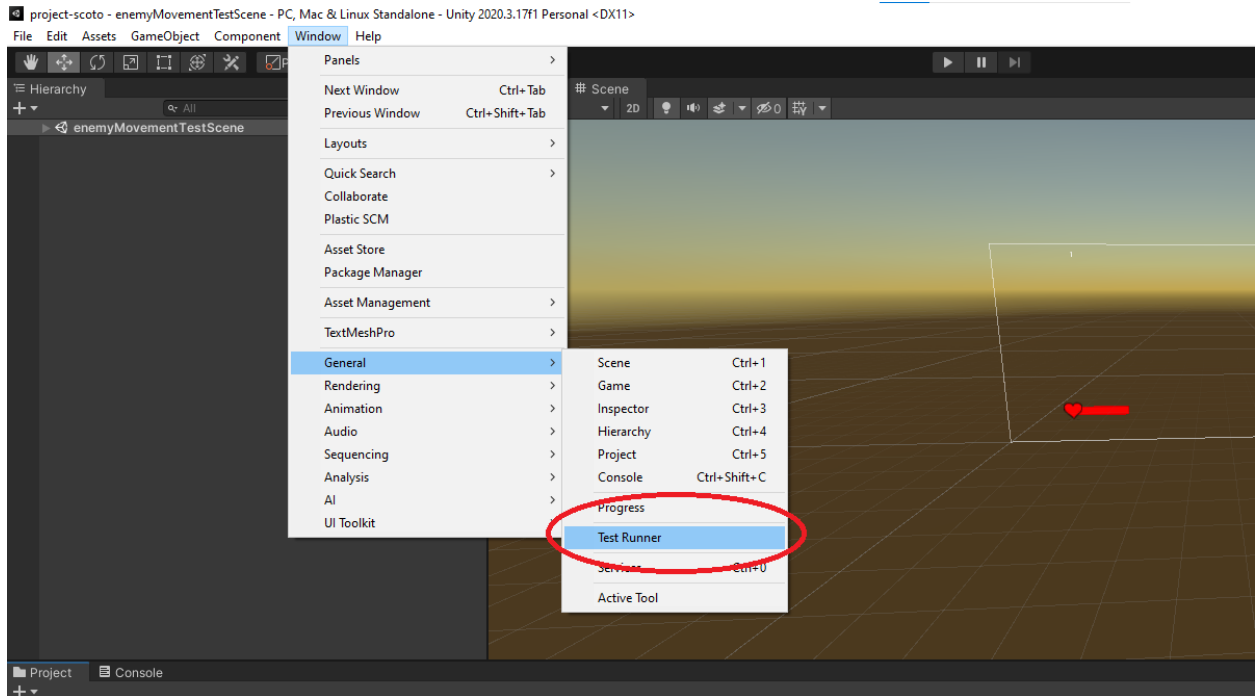 project-scoto - enemyMovementTestScene - PC, Mac & Linux Standalone - Unity 2020.3.17f1 Personal <DX11>
File Edit Assets GameObject Component Window Help
P
Hierarchy
All
enemyMovementTestScene
Panels
Next Window Ctrl+Tab
Previous Window Ctrl+Shift+Tab
Layouts
Quick Search
Collaborate
Plastic SCM
Asset Store
Package Manager
Asset Management
TextMeshPro
General
Rendering
Animation
Audio
Sequencing
Analysis
AI
UI Toolkit
Scene Ctrl+1
Game Ctrl+2
Inspector Ctrl+3
Hierarchy Ctrl+4
Project Ctrl+5
Console Ctrl+Shift+C
Progress
Test Runner
Services Ctrl+0
Active Tool
Scene
2D 0
Project Console